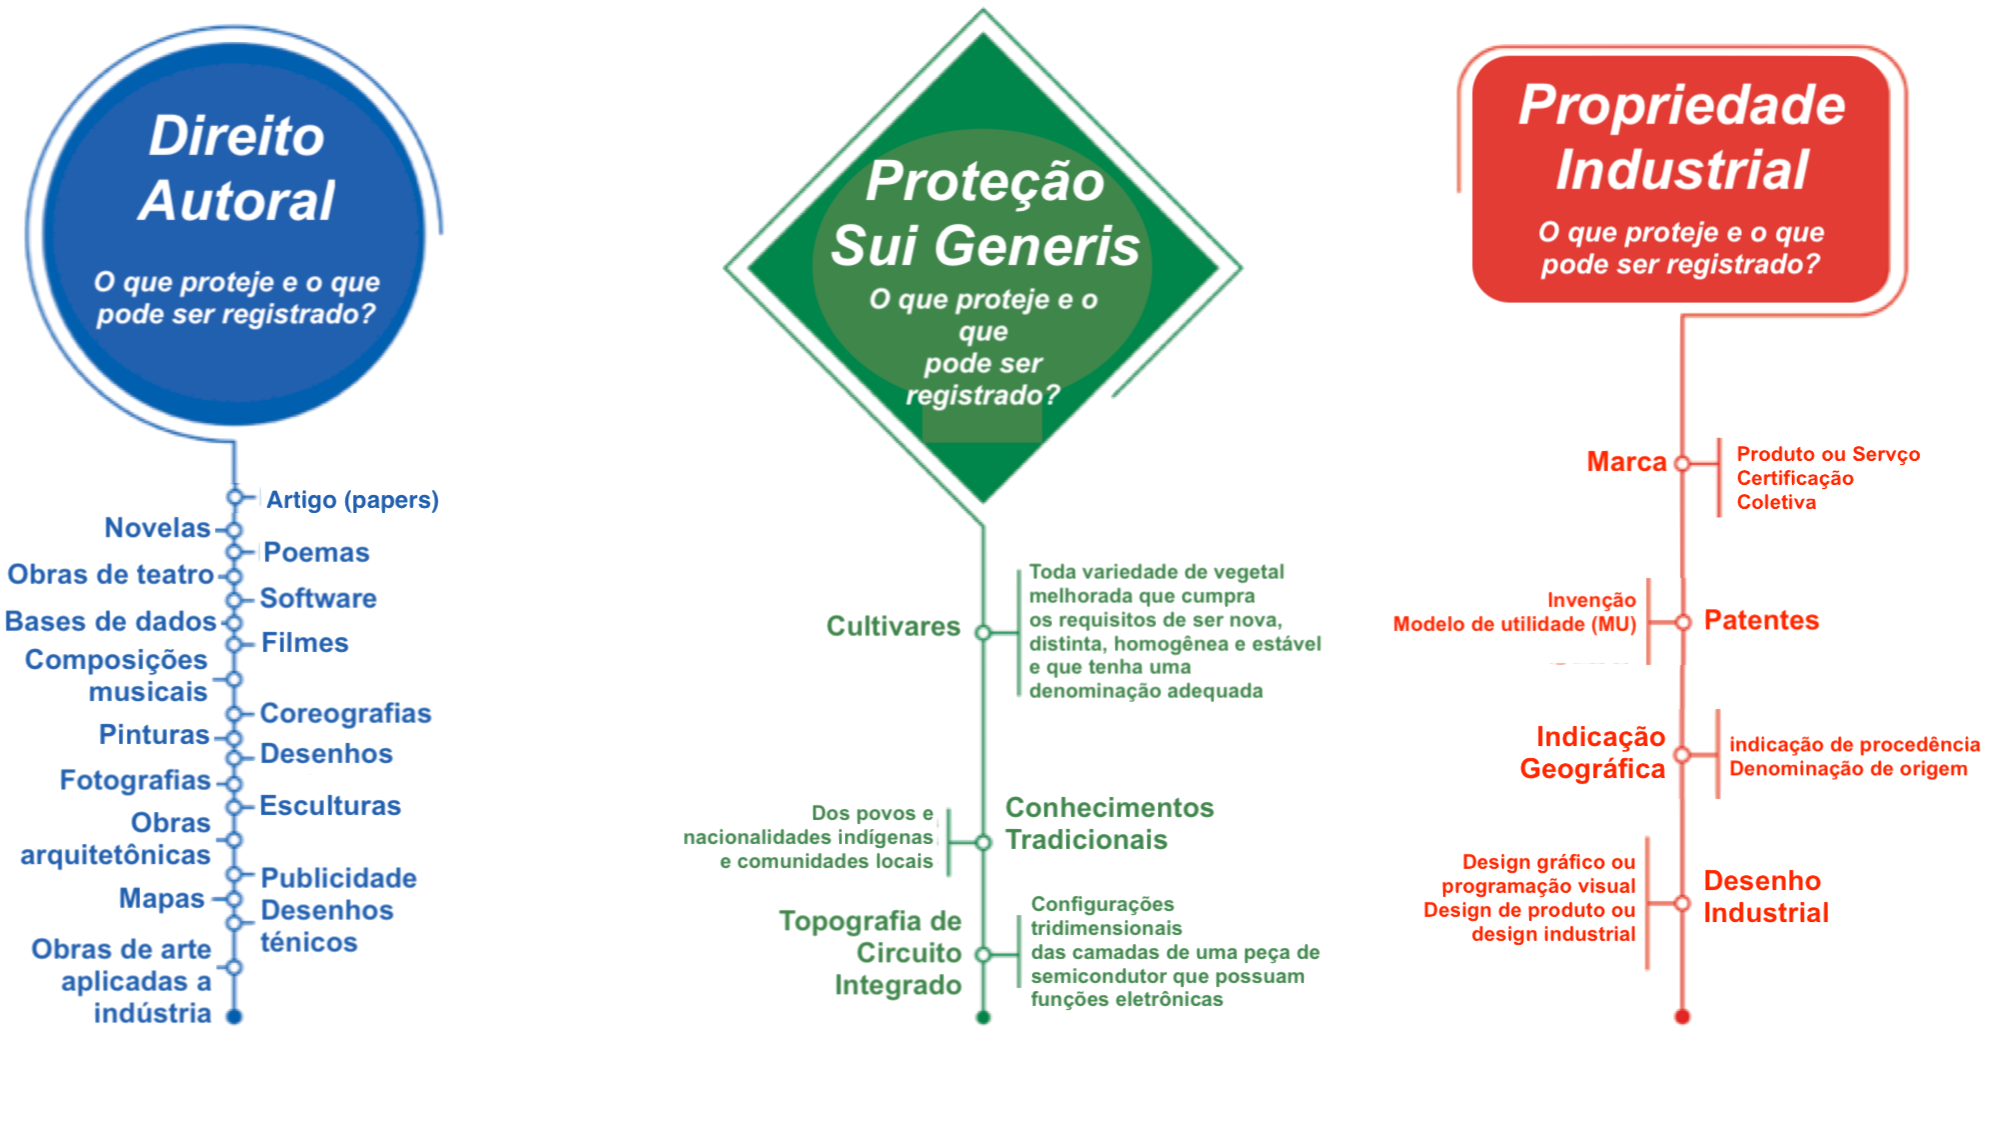 Direito
Autoral
O que proteje e o que
pode ser registrado?
Artigo (papers)
Novelas
Poemas
Obras de teatro
Software
Bases de dados
Filmes
Composições
musicais
Coreografias
Pinturas
Desenhos
Fotografias
Esculturas
Obras
arquitetônicas
Publicidade
Mapas
Desenhos
ténicos
Obras de arte
aplicadas a
indústria
Proteção
Sui Generis
O que proteje e o
que
pode ser
registrado?
Cultivares
Toda variedade de vegetal
melhorada que cumpra
os requisitos de ser nova,
distinta, homogênea e estável
e que tenha uma
denominação adequada
Conhecimentos
Tradicionais
Dos povos e
nacionalidades indígenas
e comunidades locais
Topografia de
Circuito
Integrado
Configurações
tridimensionais
das camadas de uma peça de
semicondutor que possuam
funções eletrônicas
Propriedade
Industrial
O que proteje e o que
pode ser registrado?
Marca
Produto ou Servço
Certificação
Coletiva
Patentes
Invenção
Modelo de utilidade (MU)
Indicação
Geográfica
indicação de procedência
Denominação de origem
Desenho
Industrial
Design gráfico ou
programação visual
Design de produto ou
design industrial